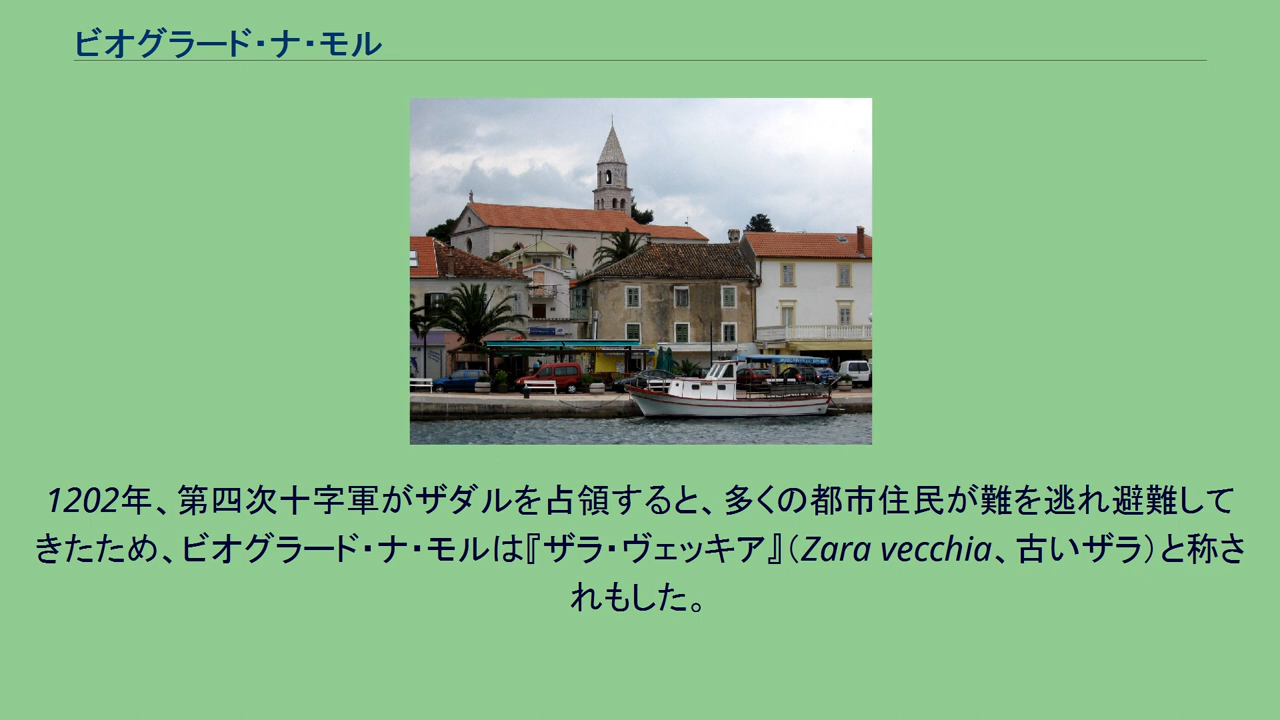 ビオグラード・ナ・モル
1202年、第四次十字軍がザダルを占領すると、多くの都市住民が難を逃れ避難して
きたため、ビオグラード・ナ・モルは『ザラ・ヴェッキア』（Zara vecchia、古いザラ）と称さ
れもした。